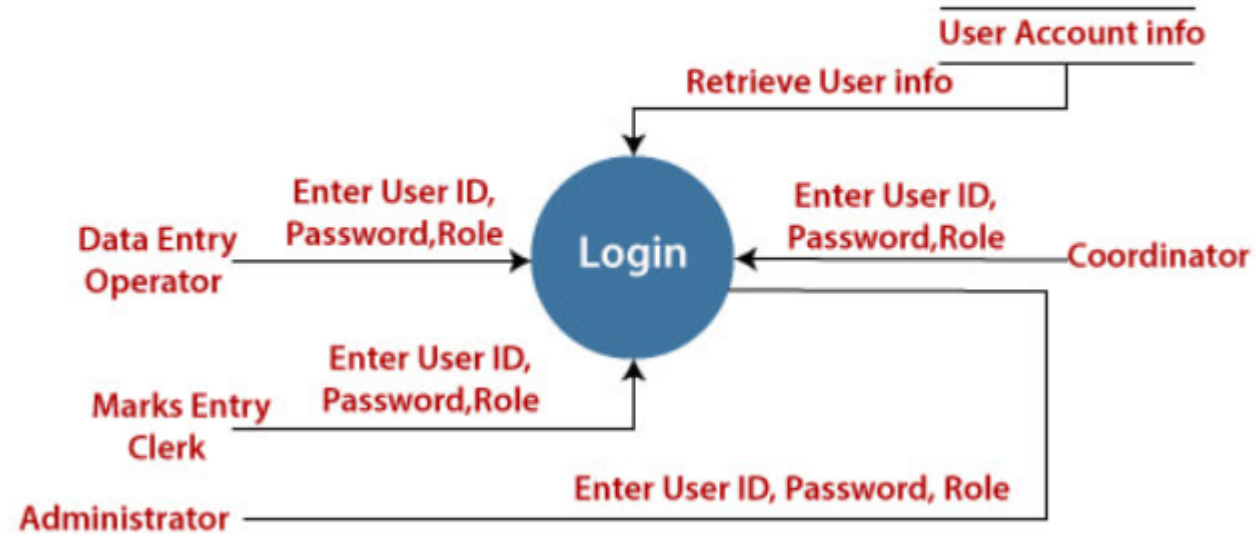 User Account info
Retrieve User info
Enter User ID,
Password,Role
Data Entry
Operator
Login
Enter User ID,
Password,Role
Coordinator
Enter User ID,
Password,Role
Marks Entry
Clerk
Enter User ID, Password, Role
Administrator